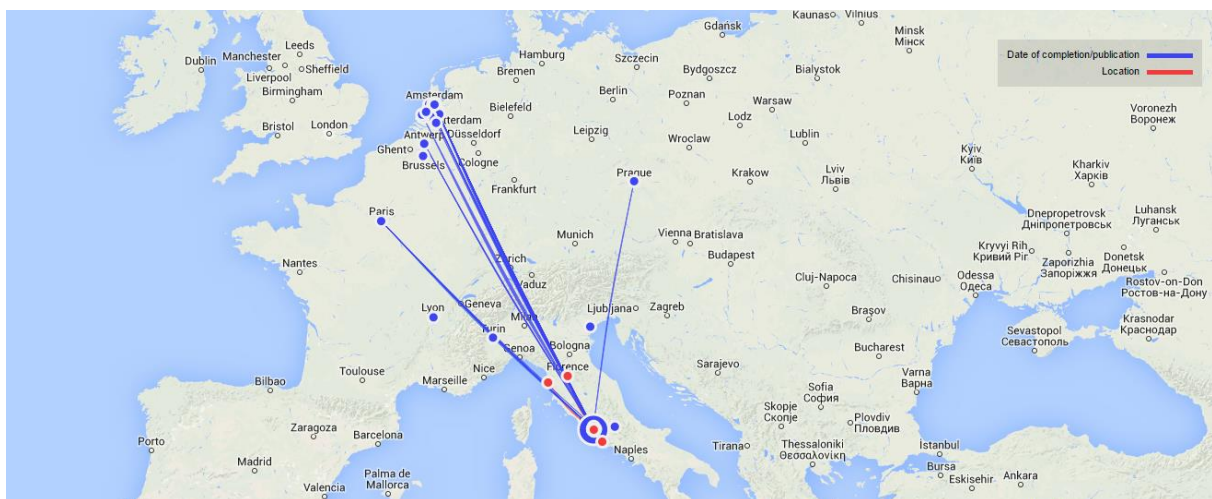 Kaunas
Vilnius
Gdańsk
Minsk
Мінск
Leeds
Dublin
Manchester
Sheffield
Liverpool
Birmingham
Hamburg
Szczecin
Bremen
Bydgoszcz
Białystok
Date of completion/publication
Location
Amsterdam
Berlin
Poznan
Warsaw
Voronezh
Воронеж
Bristol
London
Bielefeld
Lodz
Antwerp
Düsseldorf
Leipzig
Wroclaw
Lublin
Ghent
Cologne
Brussels
Kyiv
Київ
Kharkiv
Харків
Frankfurt
Prague
Krakow
Lviv
Львів
Paris
Luhansk
Луганськ
Dnepropetrovsk
Дніпропетровськ
Munich
Vienna
Bratislava
Kryvyi Rih
Кривий Ріг
Donetsk
Донецьк
Nantes
Zürich
Budapest
Zaporizhia
Запоріжжя
Vaduz
Cluj-Napoca
Chisinau
Odessa
Одеса
Rostov-on-Don
Ростов-на-Дону
Geneva
Lyon
Ljubljana
Zagreb
Brașov
Krasnodar
Краснодар
Turin
Sevastopol
Севастополь
Genoa
Bologna
Bucharest
Nice
Florence
Toulouse
Marseille
Sarajevo
Varna
Варна
Bilbao
Sofia
София
Skopje
Скопје
Plovdiv
Пловдив
Porto
Zaragoza
Barcelona
Tirana
Thessaloniki
Θεσσαλονίκη
İstanbul
Naples
Madrid
Bursa
Palma de
Mallorca
Eskisehir
Ankara
Valencia